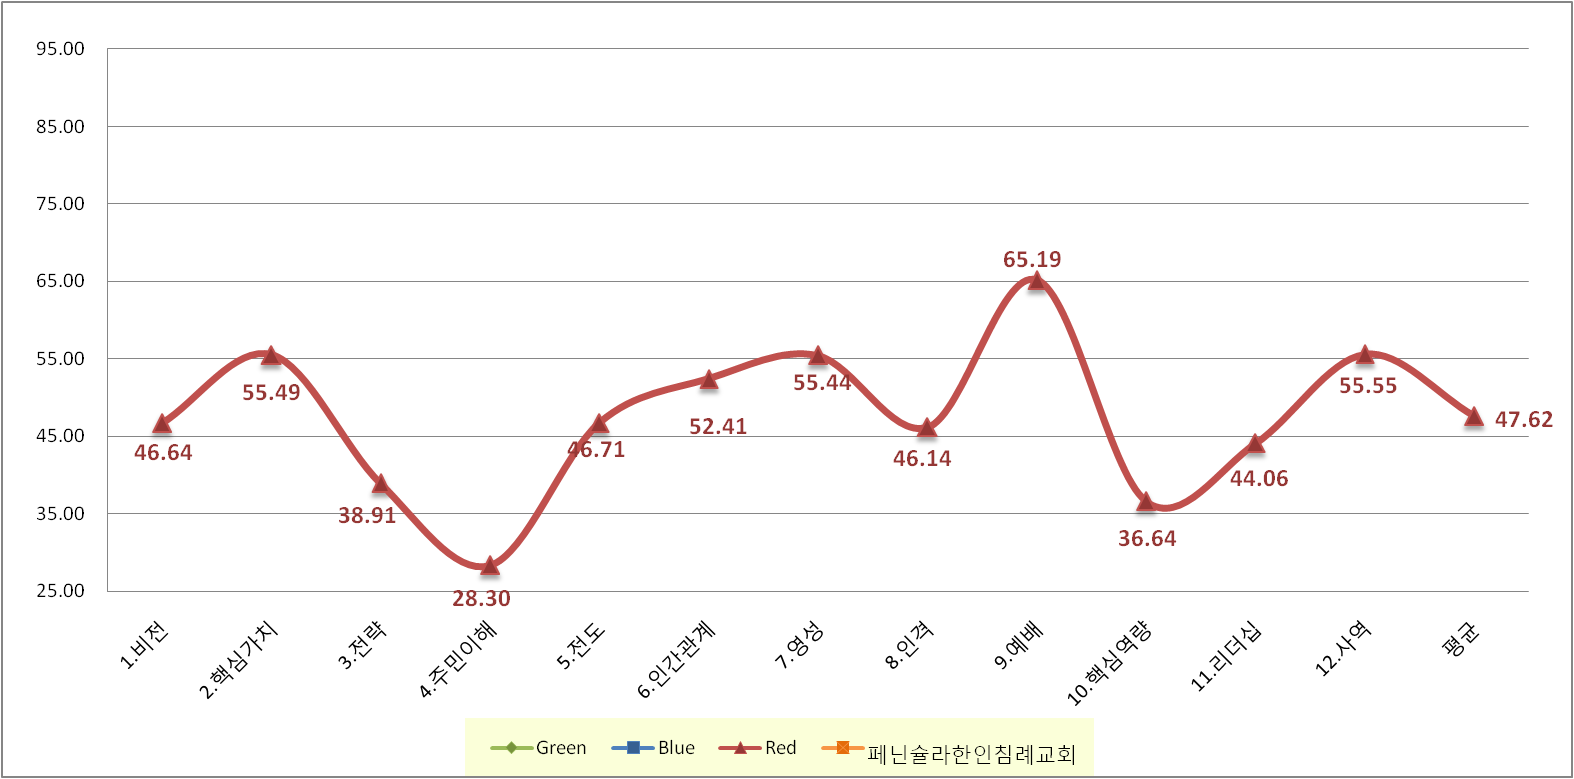 95.00
85.00
75.00
65.00
55.00
45.00
35.00
25.00
46.64
55.49
38.91
28.30
46.71
52.41
55.44
46.14
65.19
36.64
44.06
55.55
47.62
1.비전
2.핵심가치
3.전략
4.주민이해
5.전도
6.인간관계
7.영성
8.인격
9.예배
10.핵심역량
11.리더십
12.사역
평균
Green Blue Red 페닌슐라한인침례교회